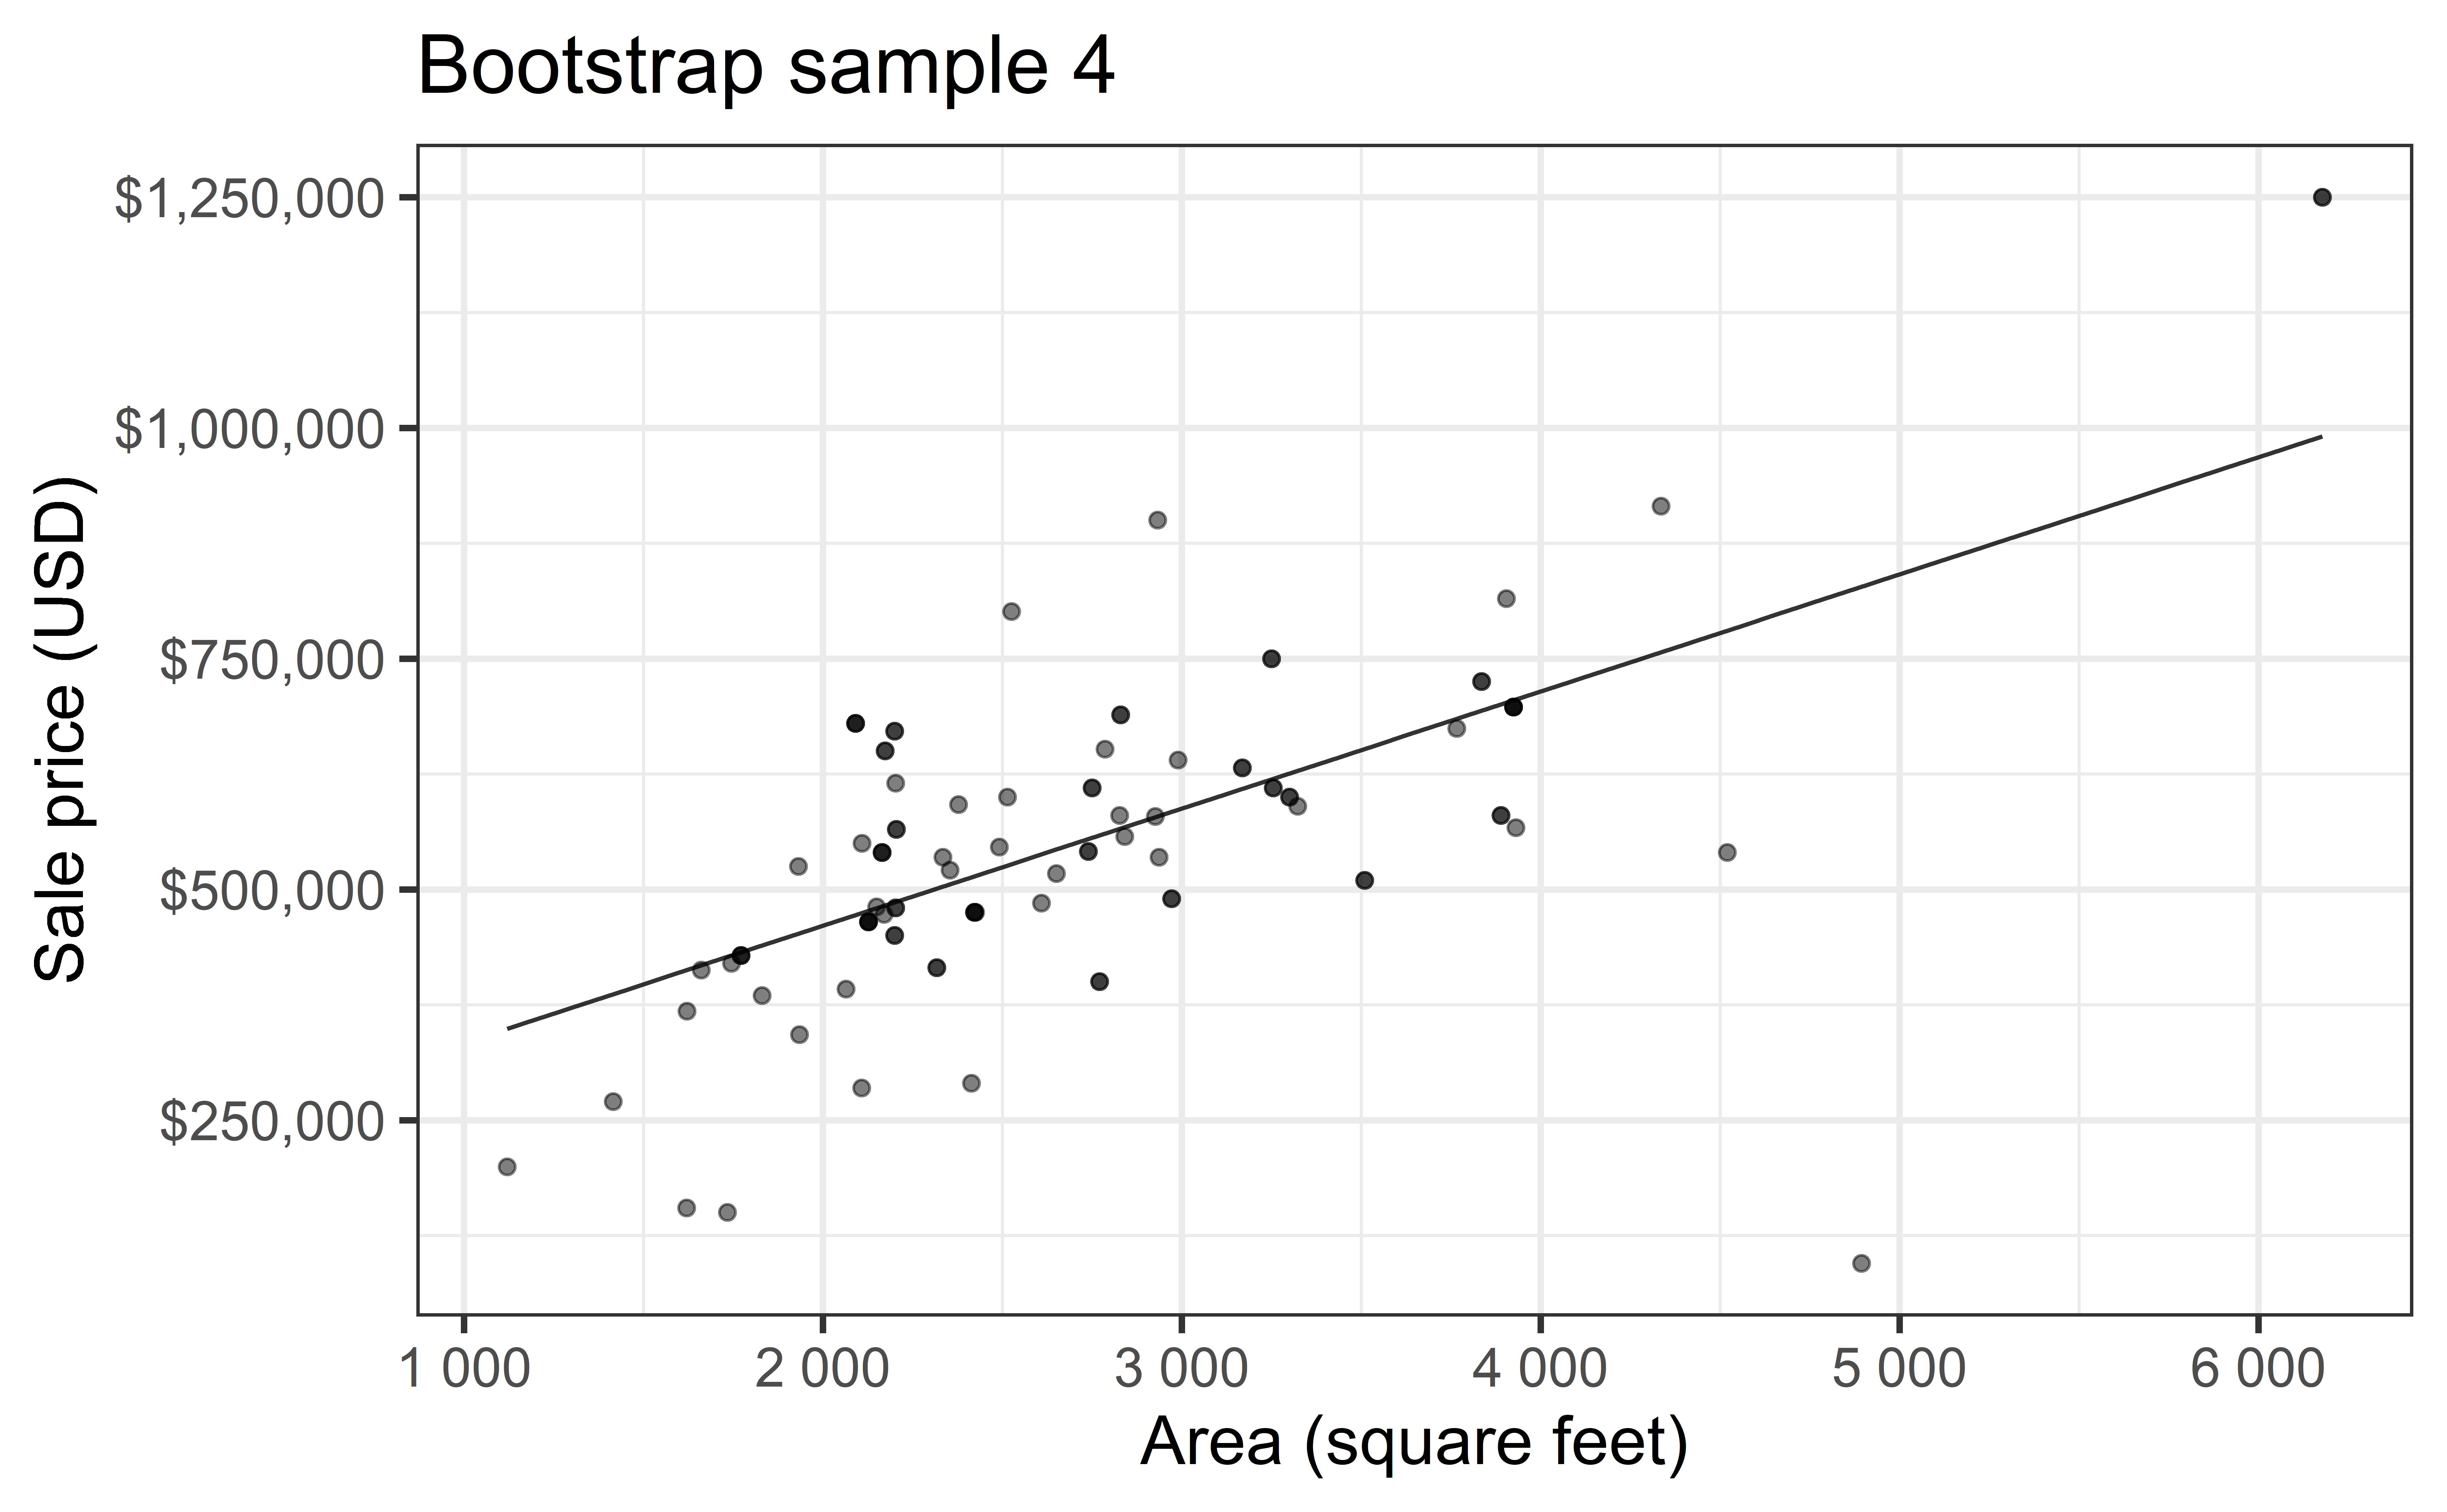 Bootstrap sample 4
$1,250,000
$1,000,000
$750,000
$500,000
$250,000
Sale price (USD)
1 000 2 000 3 000 4 000 5 000 6 000
Area (square feet)